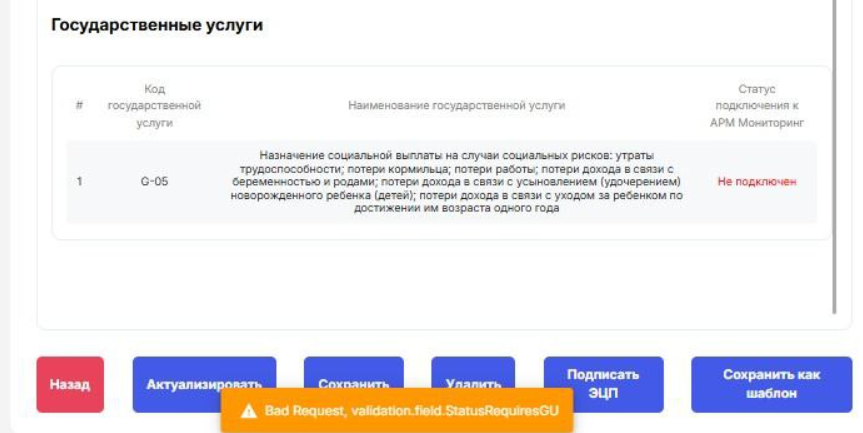 Государственные услуги
#
Код
государственной
услуги
Наименование государственной услуги
Статус
подключения к
АРМ Мониторинг
1
G-05
Назначение социальной выплаты на случаи социальных рисков: утраты
трудоспособности; потери кормильца; потери работы; потери дохода в связи с
беременностью и родами; потери дохода в связи с усыновлением (удочерением)
новорожденного ребенка (детей); потери дохода в связи с уходом за ребенком по
достижении им возраста одного года
Не подключен
Назад
Актуализировать
Сохранить
Удалить
Подписать
ЭЦП
Сохранить как
шаблон
Bad Request, validation.field.StatusRequiresGU